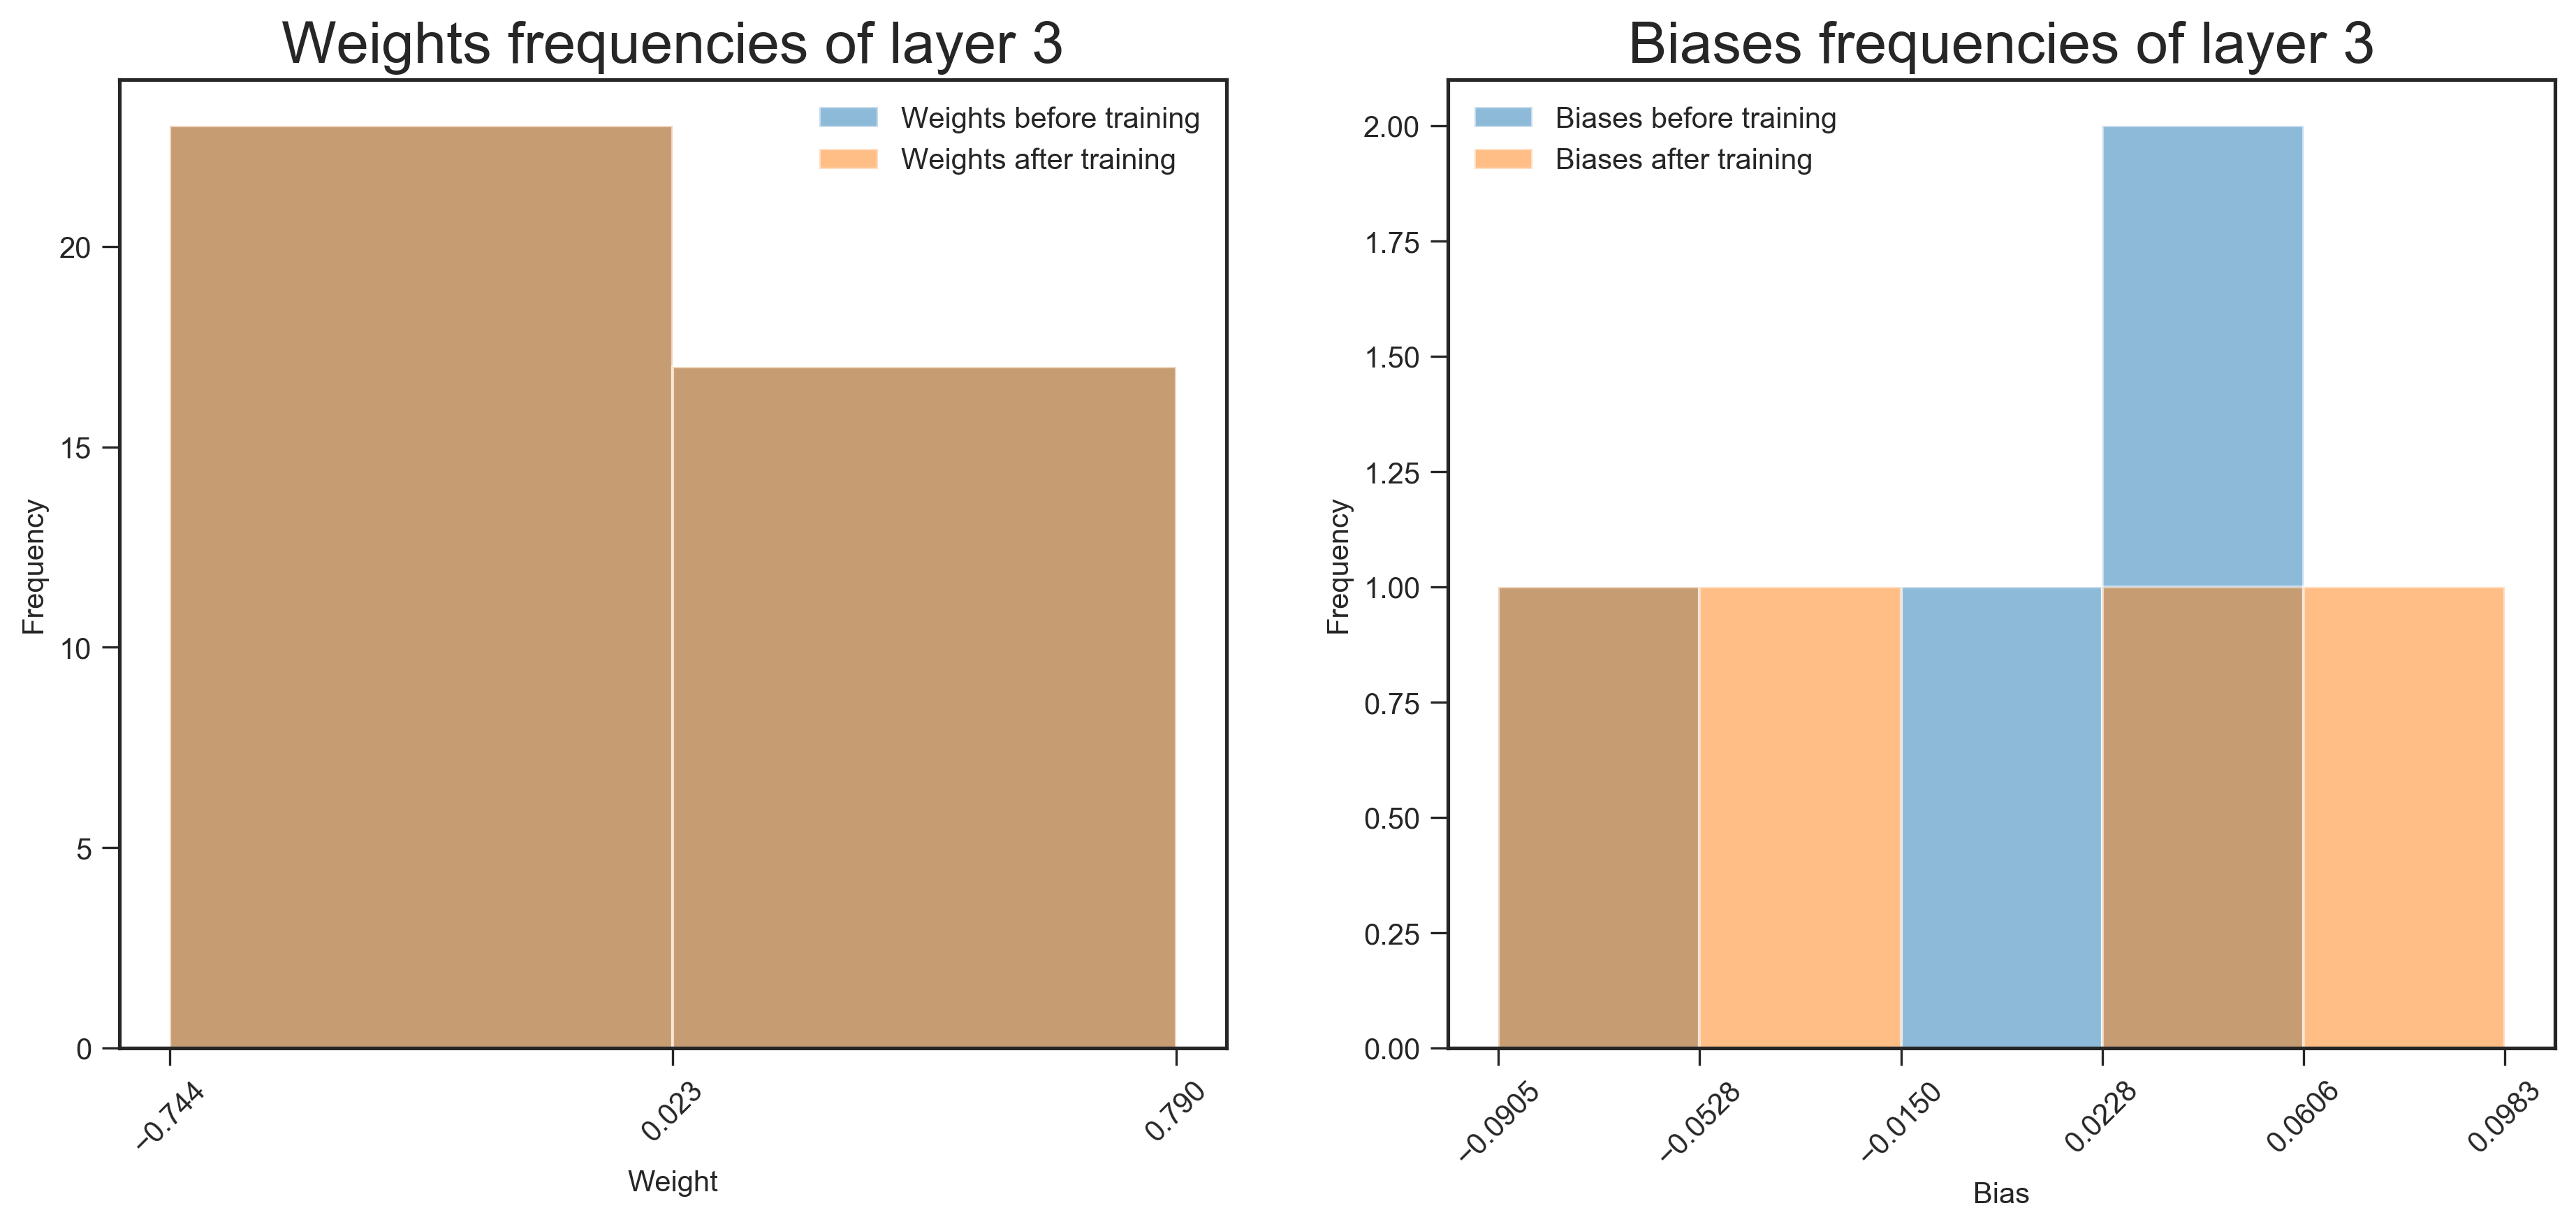 Weights frequencies of layer 3
Weights before training
Weights after training
20
15
10
5
0
Frequency
−0.744
0.023
0.790
Weight
Biases frequencies of layer 3
Biases before training
Biases after training
2.00
1.75
1.50
1.25
1.00
0.75
0.50
0.25
0.00
Frequency
−0.0905
−0.0528
−0.0150
0.0228
0.0606
0.0983
Bias